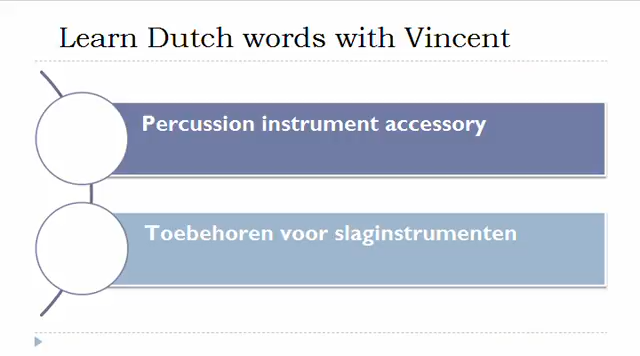 Learn Dutch words with Vincent
Percussion instrument accessory
Toebehoren voor slaginstrumenten